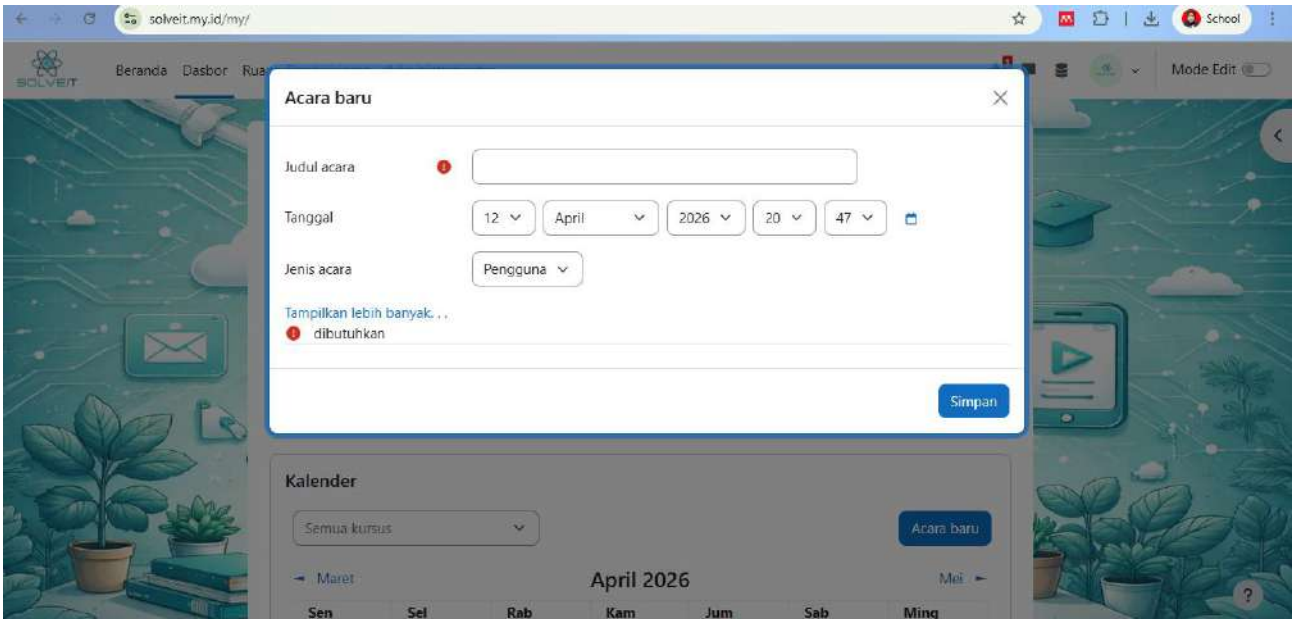 solveit.my.id/my/
School
SOLVEIT
Beranda Dasbor
Mode Edit
Acara baru
Judul acara
Tanggal 12 April 2026 20 47
Jenis acara Pengguna
Tampilkan lebih banyak. . .
dibutuhkan
Simpan
Kalender
Semua kursus
Acara baru
Maret April 2026 Mei
Sen Sel Rab Kam Jum Sab Ming
?